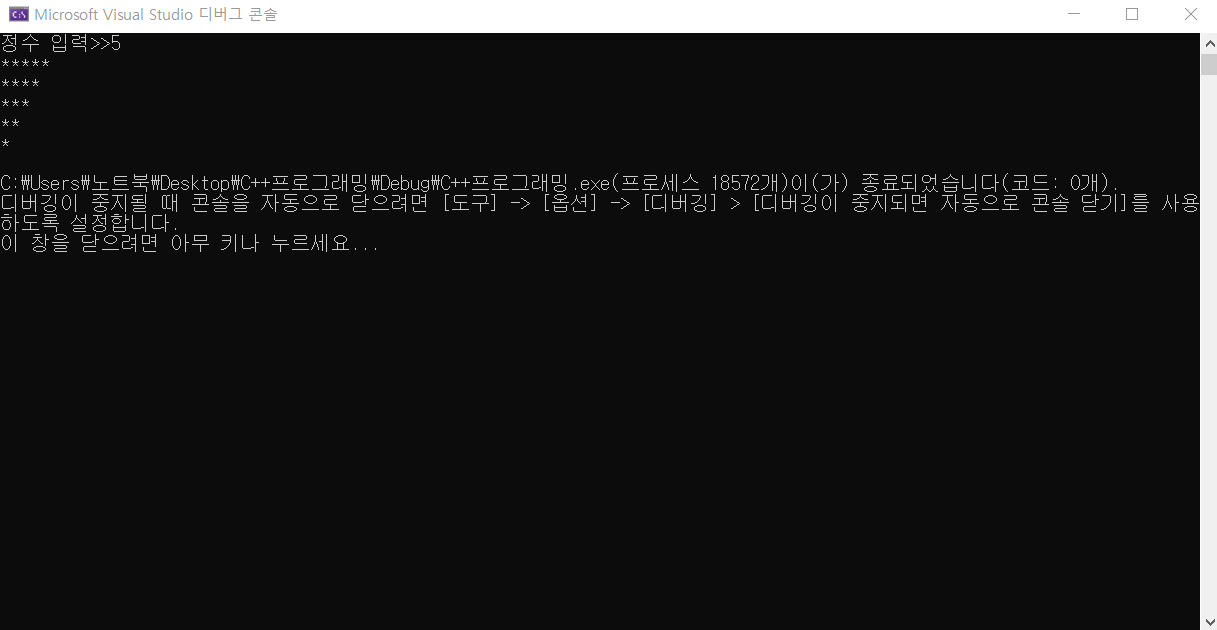 Microsoft Visual Studio 디버그 콘솔
정수 입력>>5
*****
****
***
**
*
C:₩Users₩노트북₩Desktop₩C++프로그래밍₩Debug₩C++프로그래밍.exe(프로세스 18572개)이(가) 종료되었습니다(코드: 0개).
디버깅이 중지될 때 콘솔을 자동으로 닫으려면 [도구] -> [옵션] -> [디버깅] > [디버깅이 중지되면 자동으로 콘솔 닫기]를 사용
하도록 설정합니다.
이 창을 닫으려면 아무 키나 누르세요...